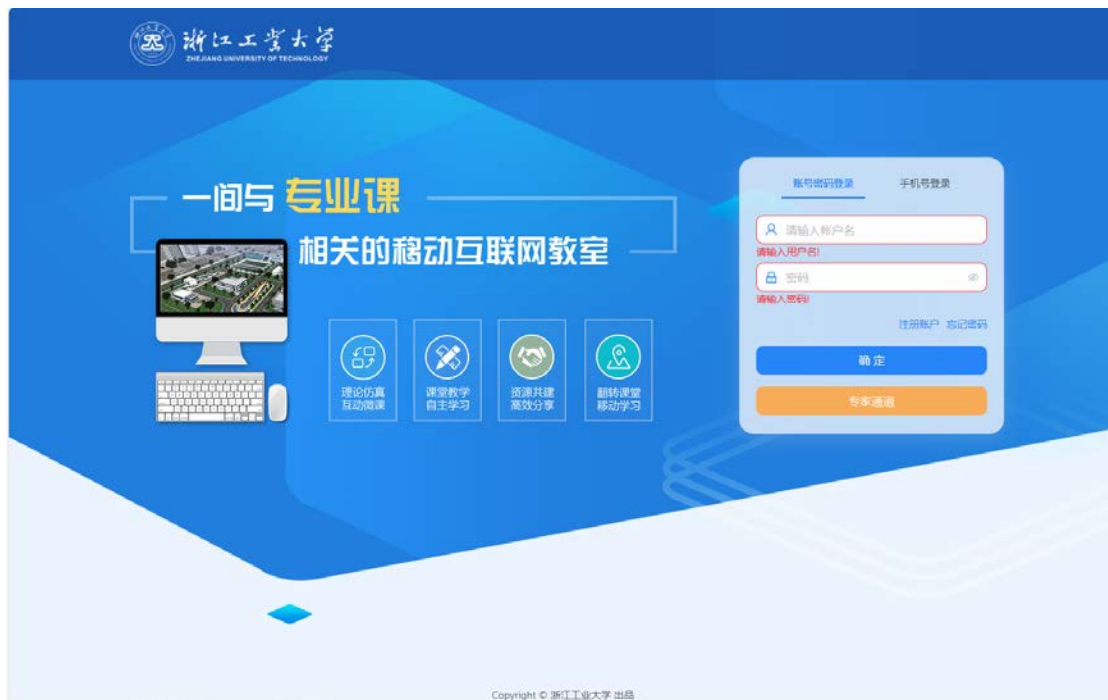 浙江工业大学
ZHEJIANG UNIVERSITY OF TECHNOLOGY
一间与 专业课
相关的移动互联网教室
理论仿真
互动微课
课堂教学
自主学习
资源共建
高效分享
翻转课堂
移动学习
账号密码登录 手机号登录
请输入帐户名
请输入用户名!
密码
请输入密码!
注册账户 忘记密码
确 定
专家通道
Copyright © 浙江工业大学 出品